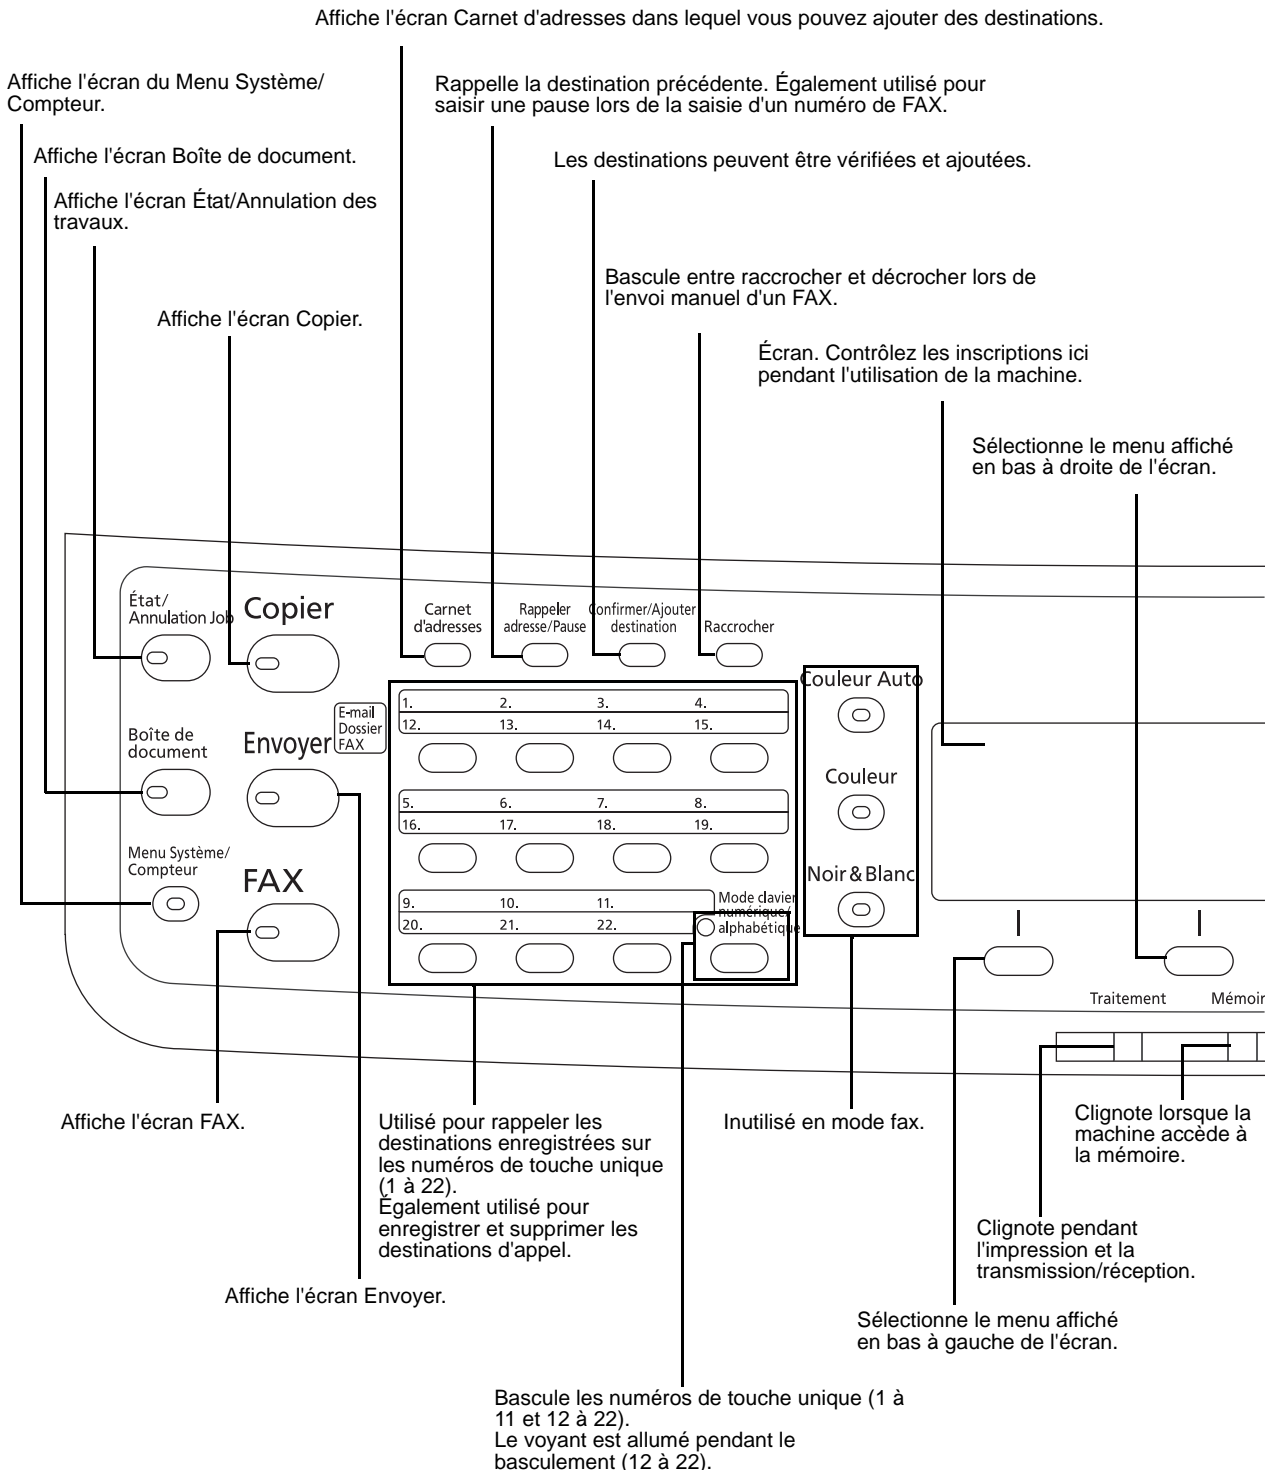 Affiche l'écran Carnet d'adresses dans lequel vous pouvez ajouter des destinations.
Affiche l'écran du Menu Système/
Compteur.
Rappelle la destination précédente. Également utilisé pour
saisir une pause lors de la saisie d'un numéro de FAX.
Affiche l'écran Boîte de document.
Les destinations peuvent être vérifiées et ajoutées.
Affiche l'écran État/Annulation des
travaux.
Bascule entre raccrocher et décrocher lors de
l'envoi manuel d'un FAX.
Affiche l'écran Copier.
Écran. Contrôlez les inscriptions ici
pendant l'utilisation de la machine.
Sélectionne le menu affiché
en bas à droite de l'écran.
État/
Annulation Job
Copier
Carnet
d'adresses
Rappeler
adresse/Pause
Confirmer/Ajouter
destination
Raccrocher
Couleur Auto
1. 2. 3. 4.
12. 13. 14. 15.
E-mail
Dossier
FAX
Boîte de
document
Envoyer
Couleur
5. 6. 7. 8.
16. 17. 18. 19.
Menu Système/
Compteur
FAX
Noir & Blanc
9. 10. 11.
20. 21. 22.
Mode clavier
numérique/
alphabétique
Traitement
Mémoir
Affiche l'écran FAX.
Utilisé pour rappeler les
destinations enregistrées sur
les numéros de touche unique
(1 à 22).
Également utilisé pour
enregistrer et supprimer les
destinations d'appel.
Inutilisé en mode fax.
Clignote lorsque la
machine accède à
la mémoire.
Clignote pendant
l'impression et la
transmission/réception.
Affiche l'écran Envoyer.
Sélectionne le menu affiché
en bas à gauche de l'écran.
Bascule les numéros de touche unique (1 à
11 et 12 à 22).
Le voyant est allumé pendant le
basculement (12 à 22).